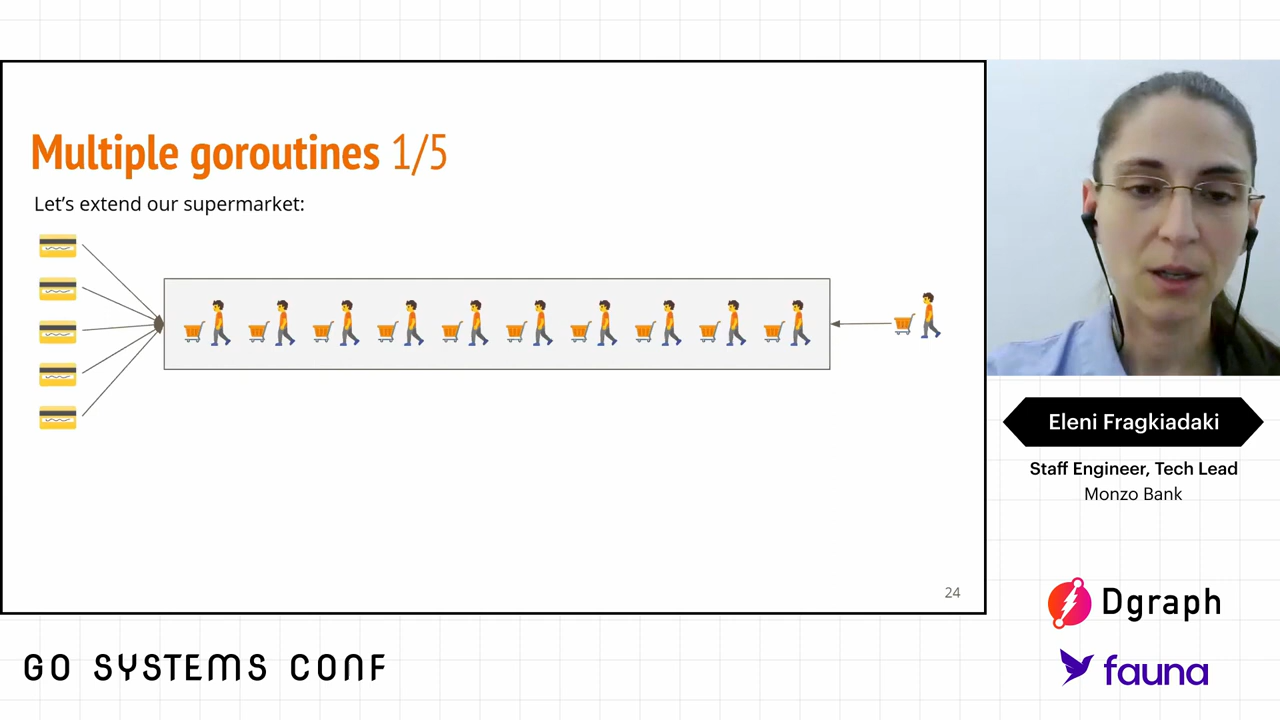 Multiple goroutines 1/5
Let's extend our supermarket:
24
Eleni Fragkiadaki
Staff Engineer, Tech Lead
Monzo Bank
Dgraph
fauna
GO SYSTEMS CONF